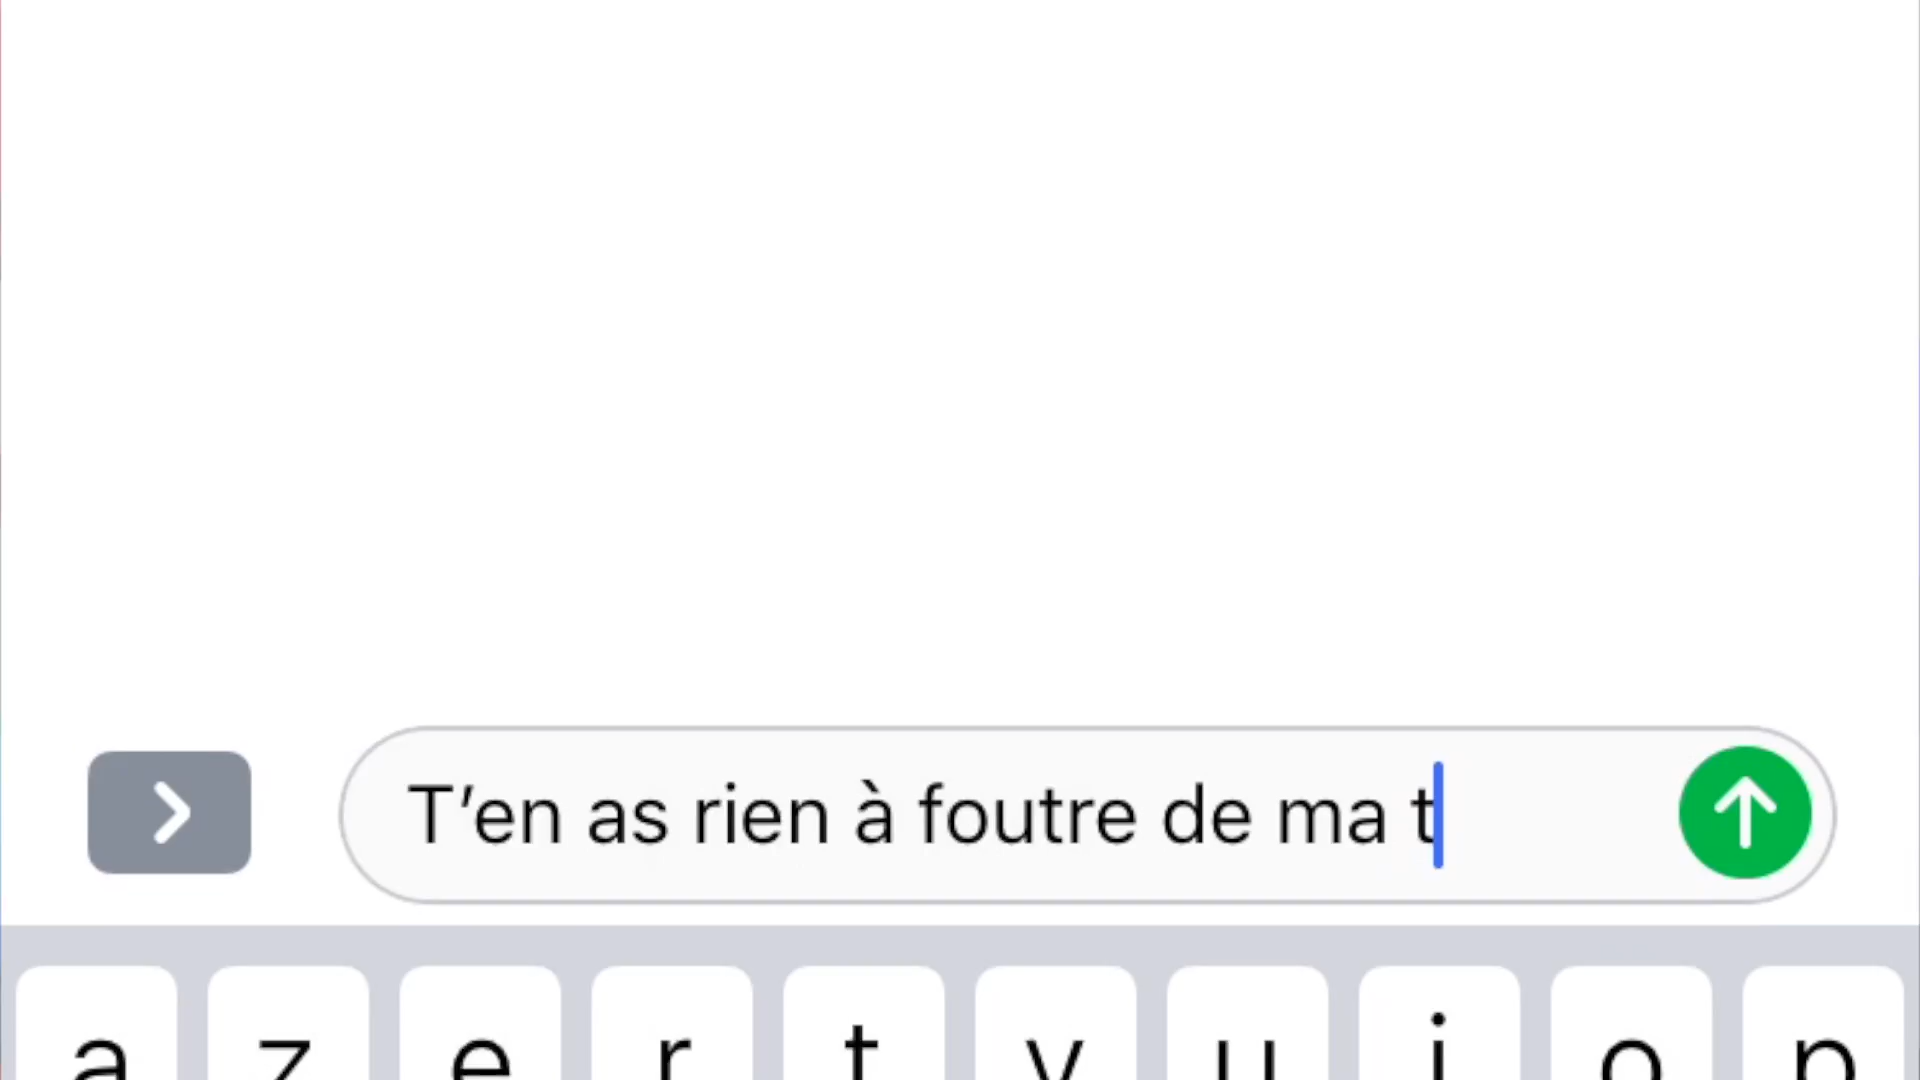 T’en as rien à foutre de ma t
a z e r t y u i o p